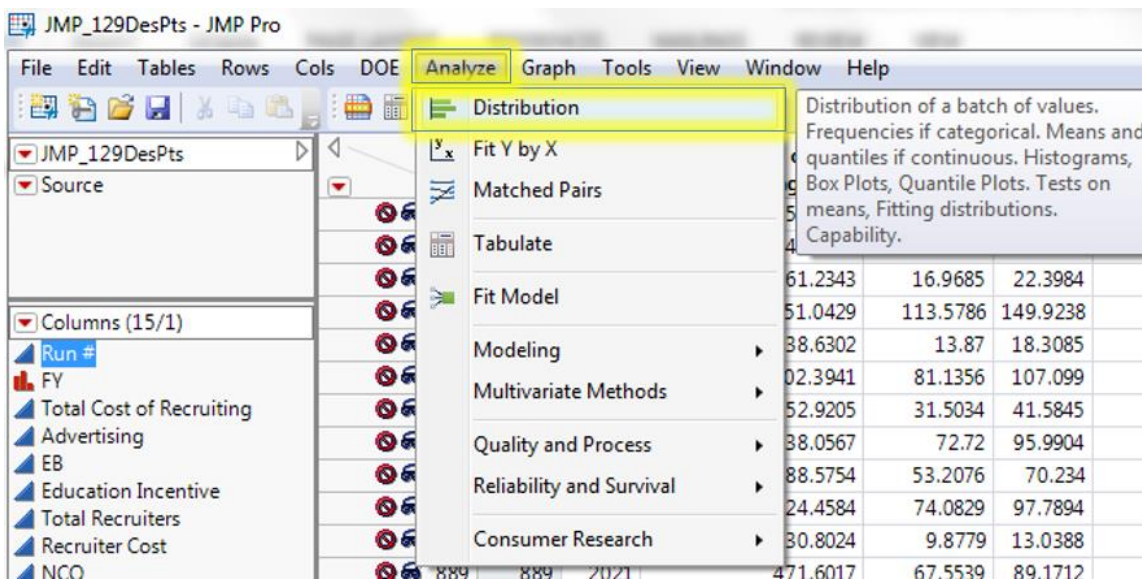 JMP_129DesPts - JMP Pro
File Edit Tables Rows Cols DOE Analyze Graph Tools View Window Help
JMP_129DesPts
Source
Columns (15/1)
Run #
FY
Total Cost of Recruiting
Advertising
EB
Education Incentive
Total Recruiters
Recruiter Cost
NCO
Distribution
Fit Y by X
Matched Pairs
Tabulate
Fit Model
Modeling
Multivariate Methods
Quality and Process
Reliability and Survival
Consumer Research
Distribution of a batch of values.
Frequencies if categorical. Means and
quantiles if continuous. Histograms,
Box Plots, Quantile Plots. Tests on
means, Fitting distributions.
Capability.
61.2343 16.9685 22.3984
51.0429 113.5786 149.9238
38.6302 13.87 18.3085
02.3941 81.1356 107.099
52.9205 31.5034 41.5845
38.0567 72.72 95.9904
88.5754 53.2076 70.234
24.4584 74.0829 97.7894
30.8024 9.8779 13.0388
889 889 2021 471.6017 67.5539 89.1712